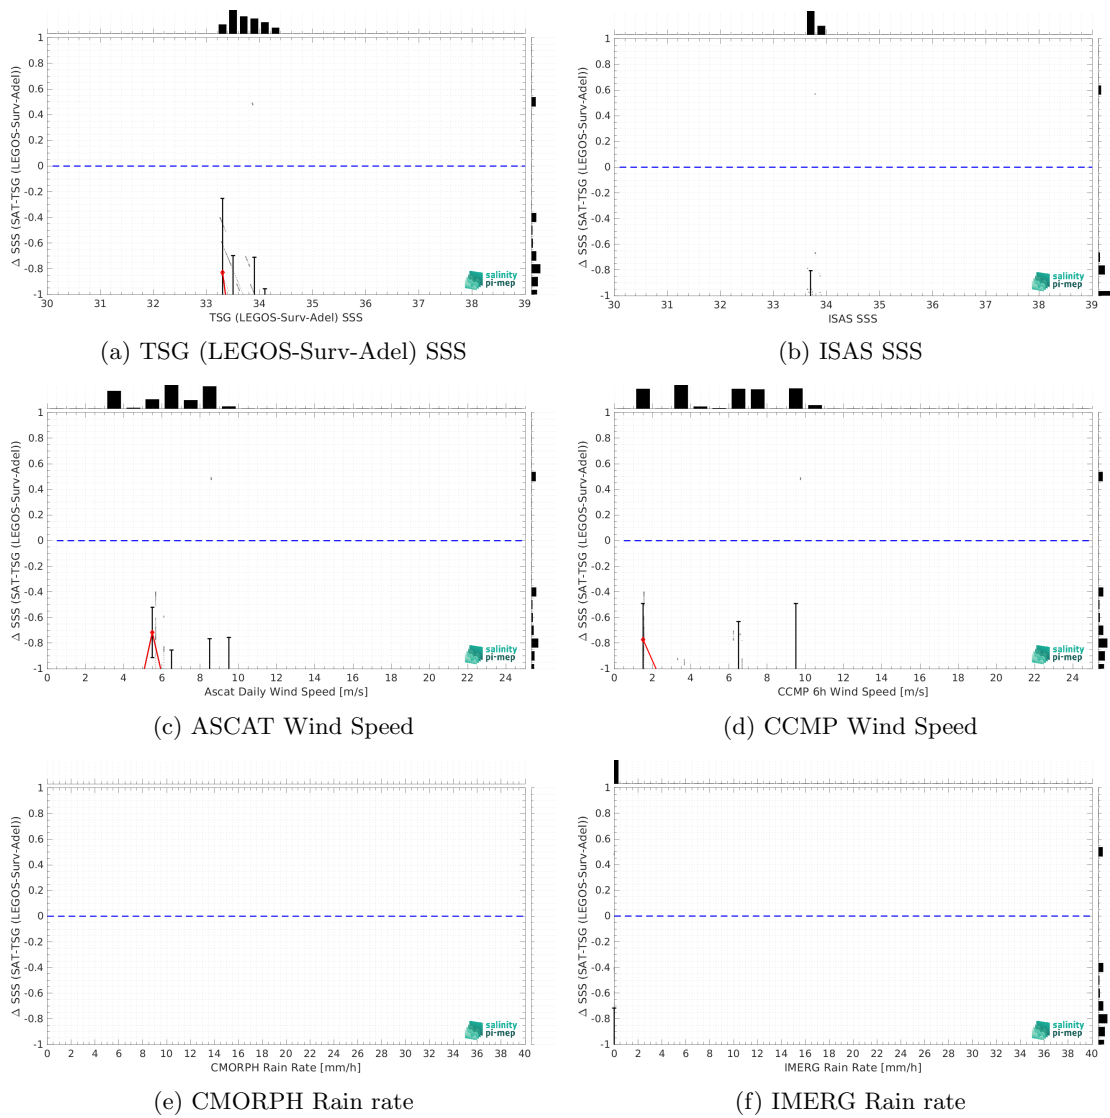 1
0.8
0.6
0.4
0.2
0
-0.2
-0.4
-0.6
-0.8
-1
Δ SSS (SAT-TSG (LEGOS-Surv-Adel))
30 31 32 33 34 35 36 37 38 39
TSG (LEGOS-Surv-Adel) SSS
salinity
pi-mep
(a) TSG (LEGOS-Surv-Adel) SSS
1
0.8
0.6
0.4
0.2
0
-0.2
-0.4
-0.6
-0.8
-1
Δ SSS (SAT-TSG (LEGOS-Surv-Adel))
30 31 32 33 34 35 36 37 38 39
ISAS SSS
salinity
pi-mep
(b) ISAS SSS
1
0.8
0.6
0.4
0.2
0
-0.2
-0.4
-0.6
-0.8
-1
Δ SSS (SAT-TSG (LEGOS-Surv-Adel))
0 2 4 6 8 10 12 14 16 18 20 22 24
Ascat Daily Wind Speed [m/s]
salinity
pi-mep
(c) ASCAT Wind Speed
1
0.8
0.6
0.4
0.2
0
-0.2
-0.4
-0.6
-0.8
-1
Δ SSS (SAT-TSG (LEGOS-Surv-Adel))
0 2 4 6 8 10 12 14 16 18 20 22 24
CCMP 6h Wind Speed [m/s]
salinity
pi-mep
(d) CCMP Wind Speed
1
0.8
0.6
0.4
0.2
0
-0.2
-0.4
-0.6
-0.8
-1
Δ SSS (SAT-TSG (LEGOS-Surv-Adel))
0 2 4 6 8 10 12 14 16 18 20 22 24 26 28 30 32 34 36 38 40
CMORPH Rain Rate [mm/h]
salinity
pi-mep
(e) CMORPH Rain rate
1
0.8
0.6
0.4
0.2
0
-0.2
-0.4
-0.6
-0.8
-1
Δ SSS (SAT-TSG (LEGOS-Surv-Adel))
0 2 4 6 8 10 12 14 16 18 20 22 24 26 28 30 32 34 36 38 40
IMERG Rain Rate [mm/h]
salinity
pi-mep
(f) IMERG Rain rate